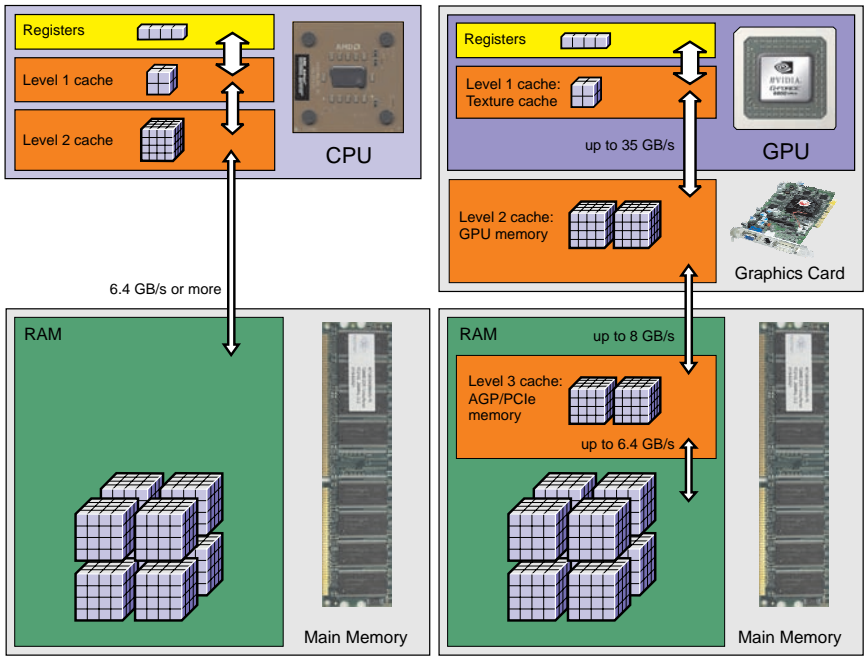 Registers
Level 1 cache
Level 2 cache
CPU
AMD
6.4 GB/s or more
RAM
Main Memory
Registers
Level 1 cache:
Texture cache
NVIDIA
up to 35 GB/s
GPU
Level 2 cache:
GPU memory
Graphics Card
up to 8 GB/s
RAM
Level 3 cache:
AGP/PCIe
memory
up to 6.4 GB/s
Main Memory